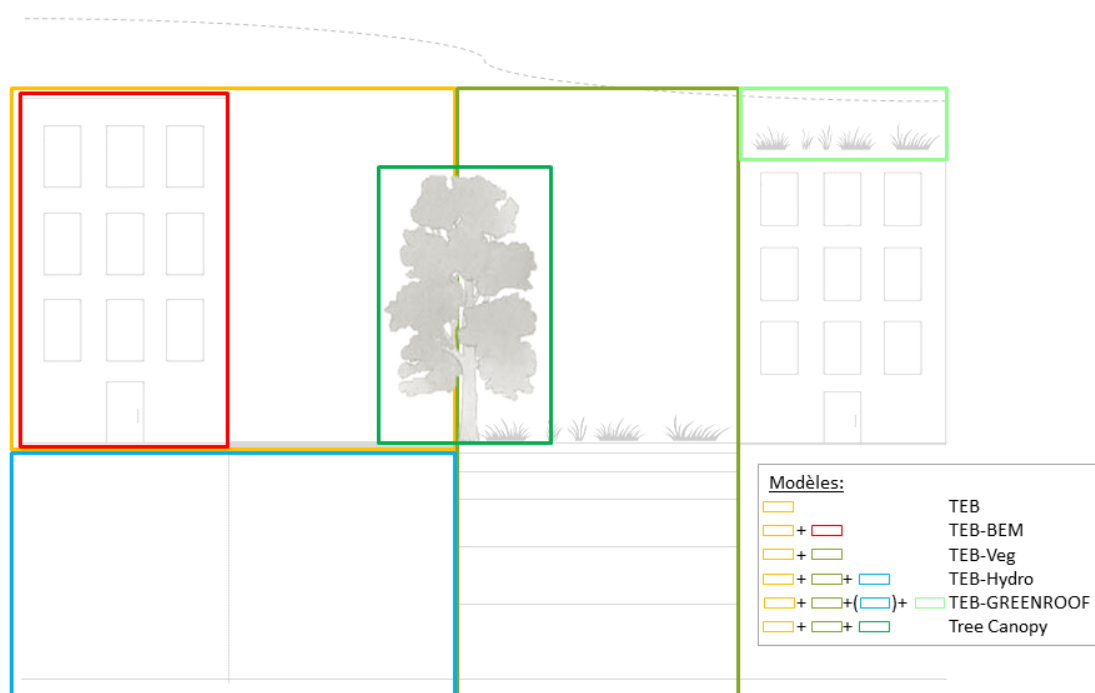 Modèles:
TEB
+ TEB-BEM
+ TEB-Veg
+ + TEB-Hydro
+ +( )+ TEB-GREENROOF
+ + Tree Canopy